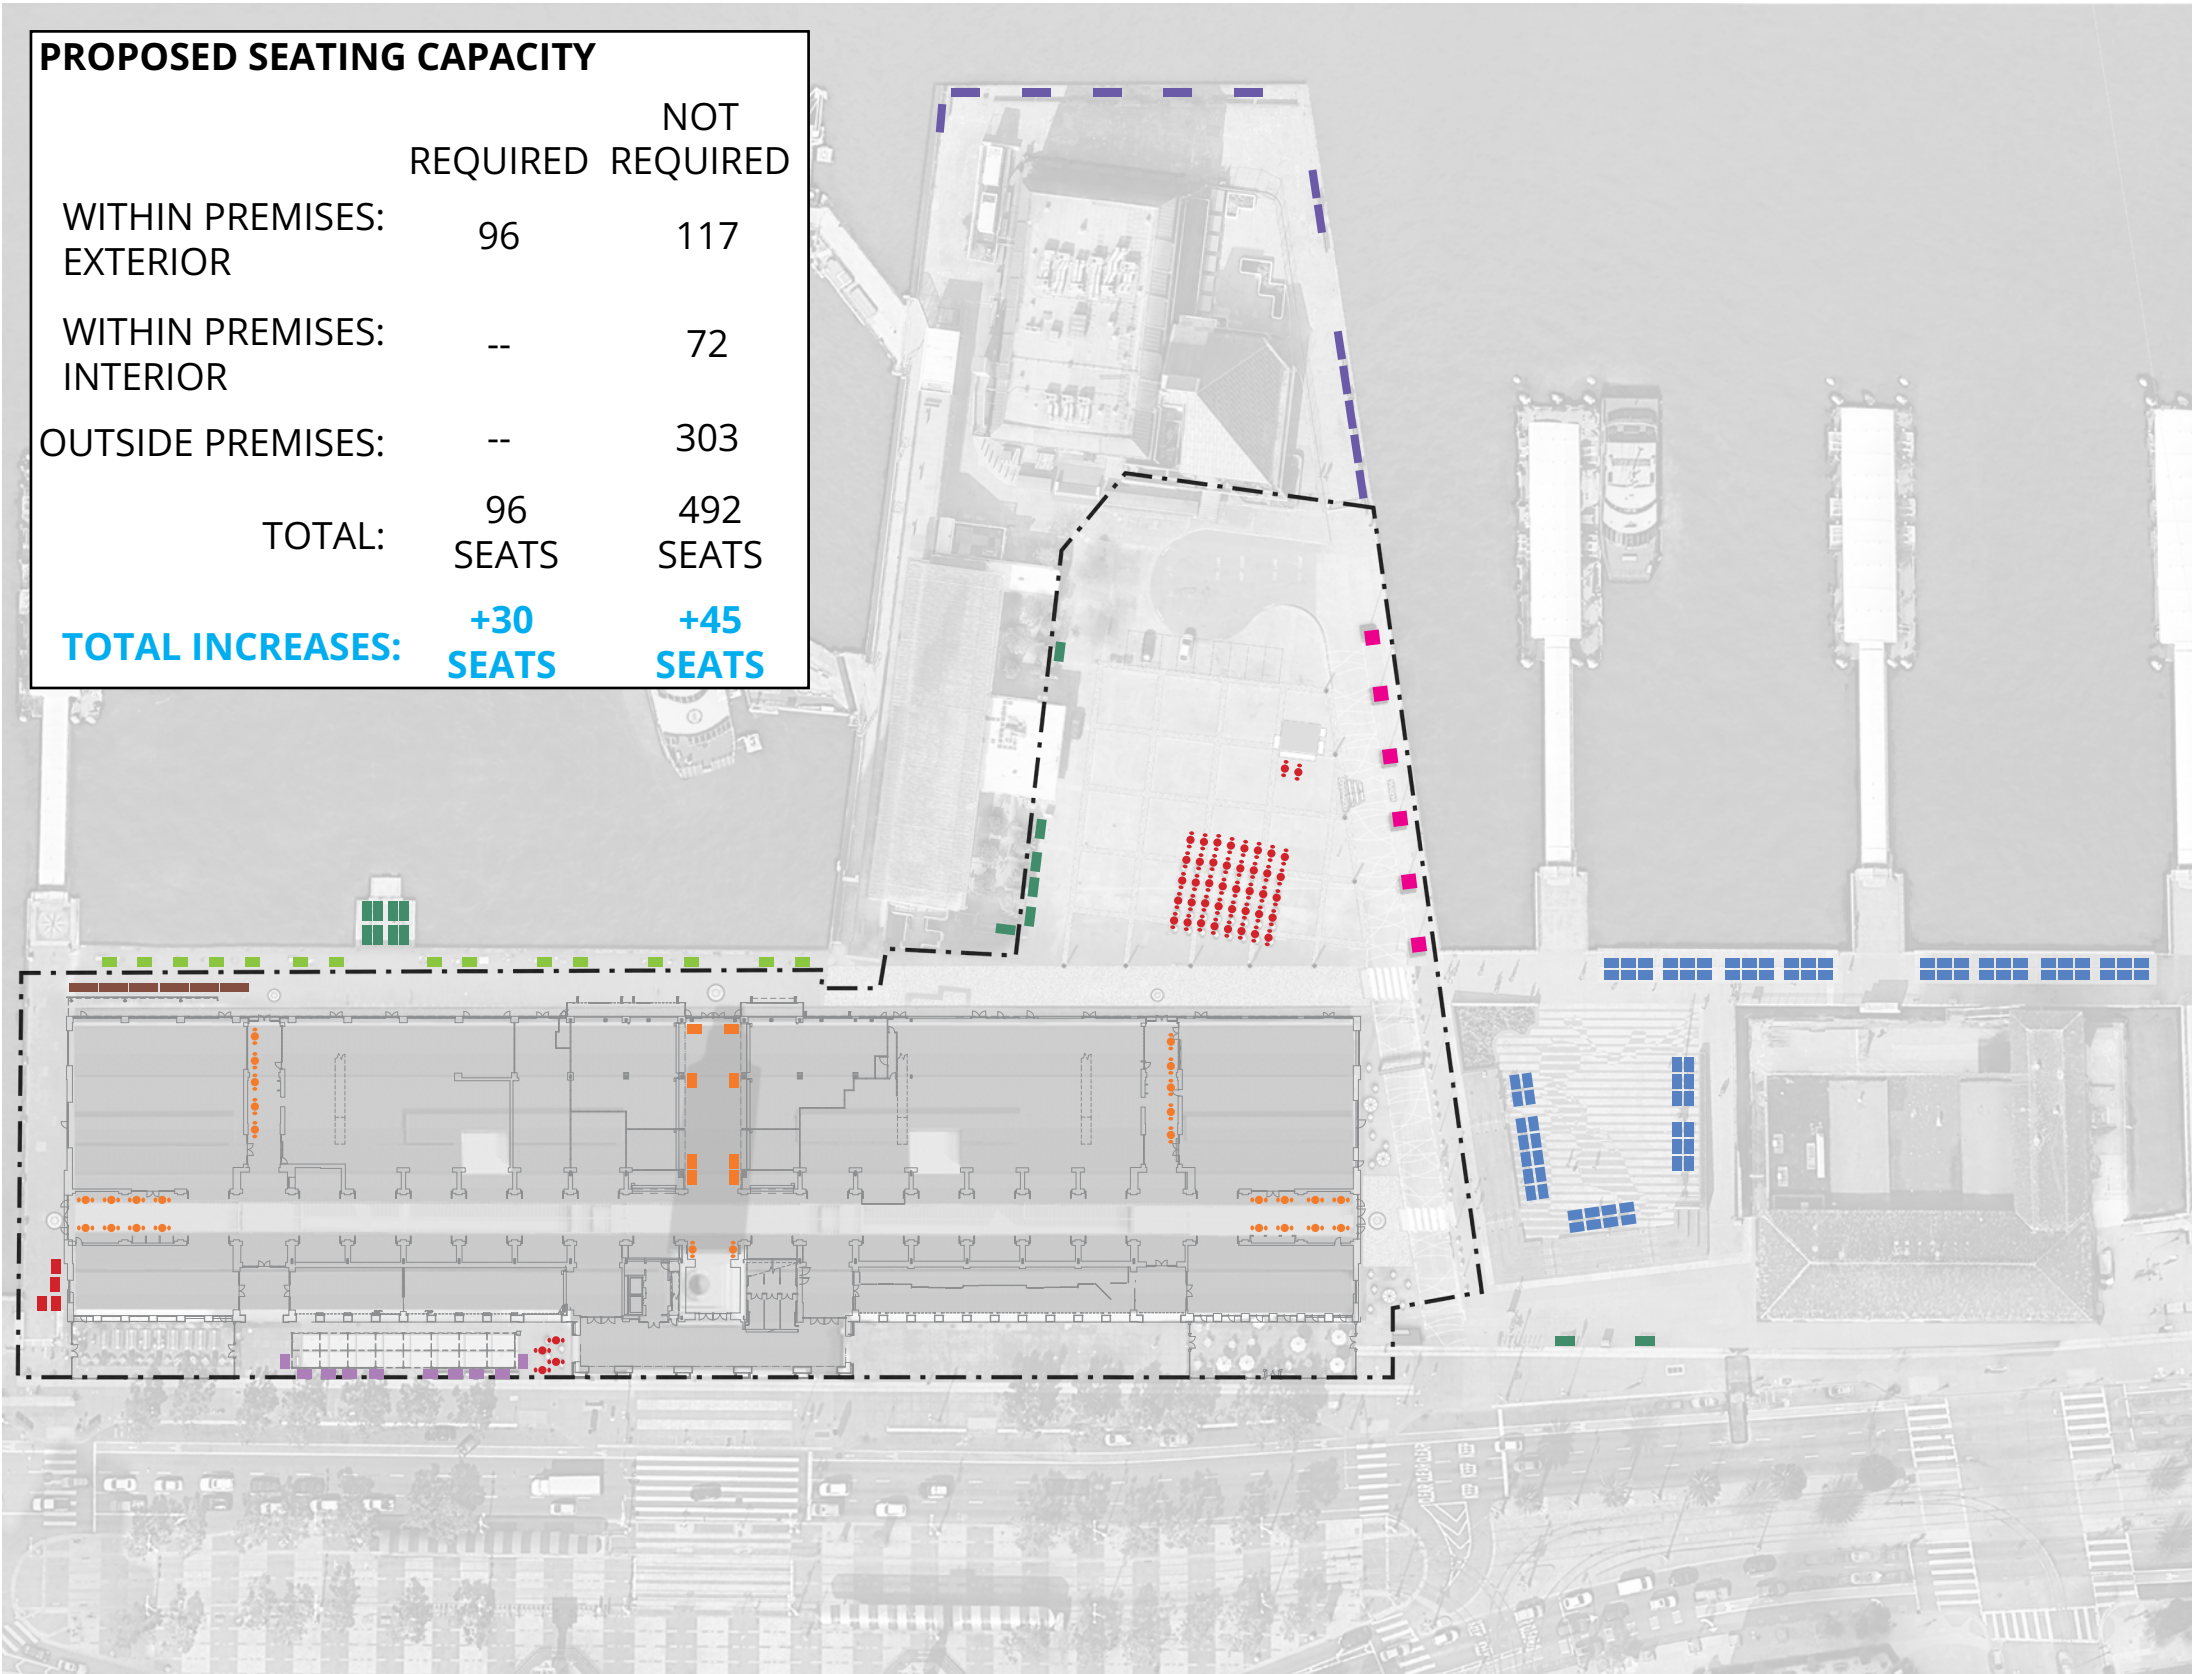 PROPOSED SEATING CAPACITY
NOT
REQUIRED REQUIRED
WITHIN PREMISES:
EXTERIOR
96 117
WITHIN PREMISES:
INTERIOR
-- 72
OUTSIDE PREMISES: -- 303
TOTAL:
96 492
SEATS SEATS
TOTAL INCREASES:
+30 +45
SEATS SEATS